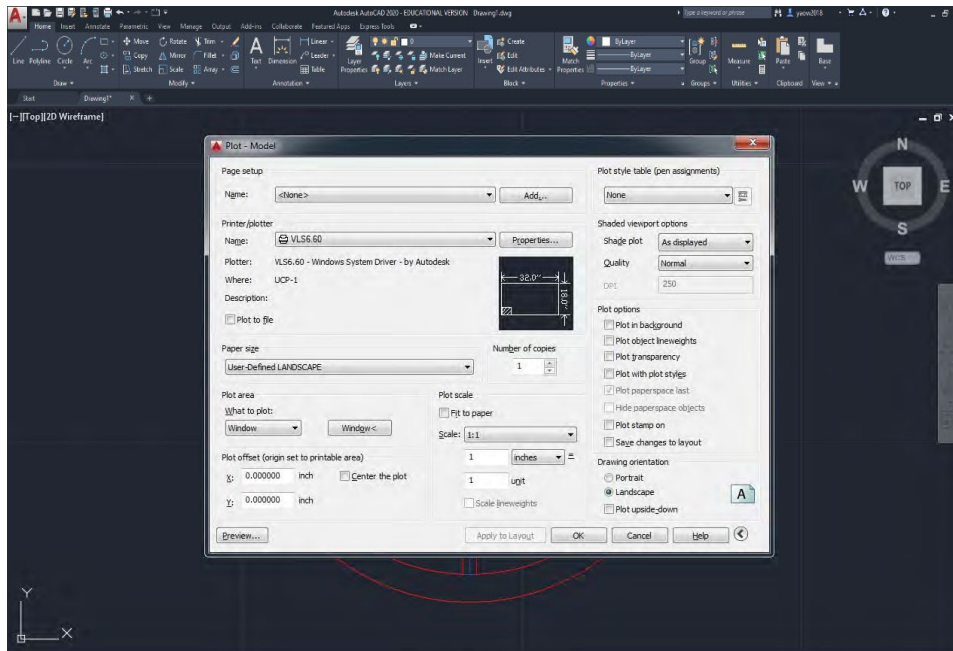 Autodesk AutoCAD 2020 - EDUCATIONAL VERSION Drawing1.dwg
Type a keyword or phrase
yaow2018
Home Insert Annotate Parametric View Manage Output Add-ins Collaborate Featured Apps Express Tools
Line Polyline Circle Arc
Move Rotate Trim
Copy Mirror Fillet
Stretch Scale Array
Text Dimension
Linear
Leader
Table
Layer Properties
0
Make Current
Match Layer
Insert
Create
Edit
Edit Attributes
Match Properties
ByLayer
ByLayer
ByLayer
Group
Measure
Paste
Base
Draw Modify Annotation Layers Block Properties Groups Utilities Clipboard View
Start Drawing1*
[−][Top][2D Wireframe]
N
W TOP E
S
WCS
Plot - Model
Page setup
Name: <None> Add...
Printer/plotter
Name: VLS6.60 Properties...
Plotter: VLS6.60 - Windows System Driver - by Autodesk
Where: UCP-1
Description:
Plot to file
32.0''
18.0''
Paper size
User-Defined LANDSCAPE
Number of copies
1
Plot area
What to plot:
Window Window<
Plot offset (origin set to printable area)
X: 0.000000 inch Center the plot
Y: 0.000000 inch
Plot scale
Fit to paper
Scale: 1:1
1 inches =
1 unit
Scale lineweights
Plot style table (pen assignments)
None
Shaded viewport options
Shade plot As displayed
Quality Normal
DPI 250
Plot options
Plot in background
Plot object lineweights
Plot transparency
Plot with plot styles
Plot paperspace last
Hide paperspace objects
Plot stamp on
Save changes to layout
Drawing orientation
Portrait
Landscape
Plot upside-down
A
Preview... Apply to Layout OK Cancel Help
Y
X